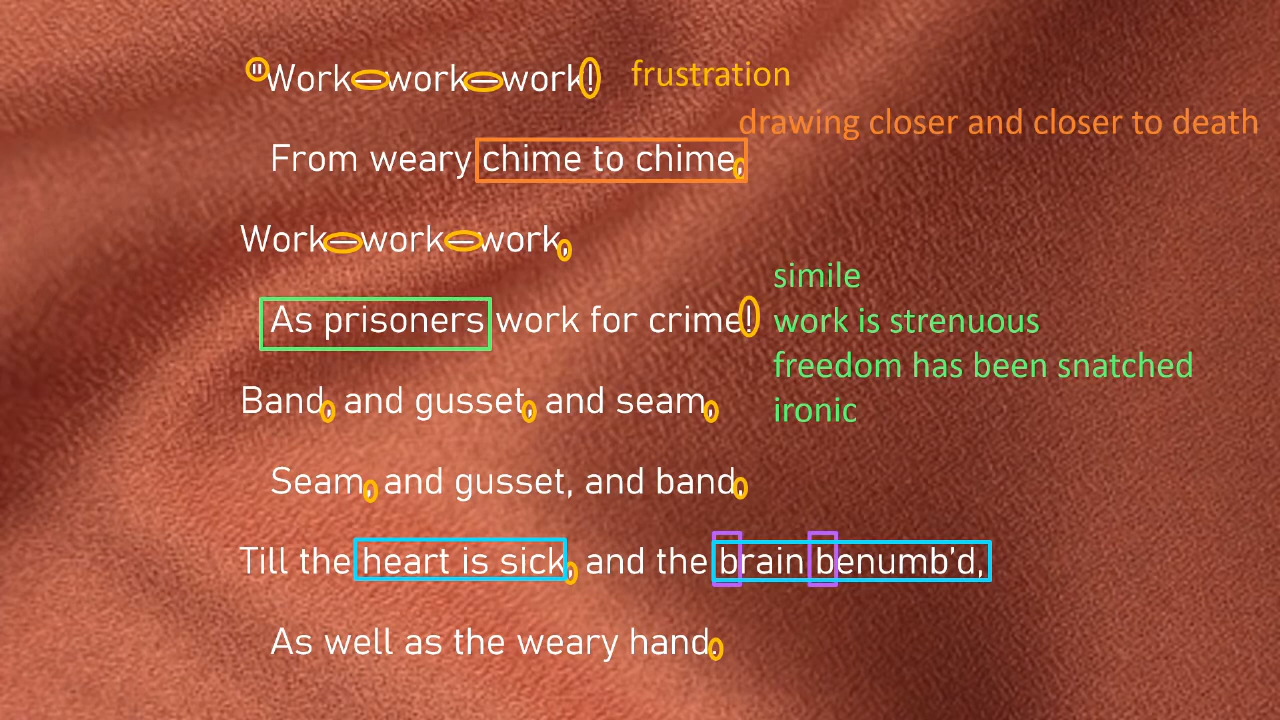 "Work—work—work! frustration
drawing closer and closer to death
From weary chime to chime,
Work—work—work,
simile
As prisoners work for crime! work is strenuous
freedom has been snatched
Band, and gusset, and seam, ironic
Seam, and gusset, and band,
Till the heart is sick, and the brain benumb'd,
As well as the weary hand.